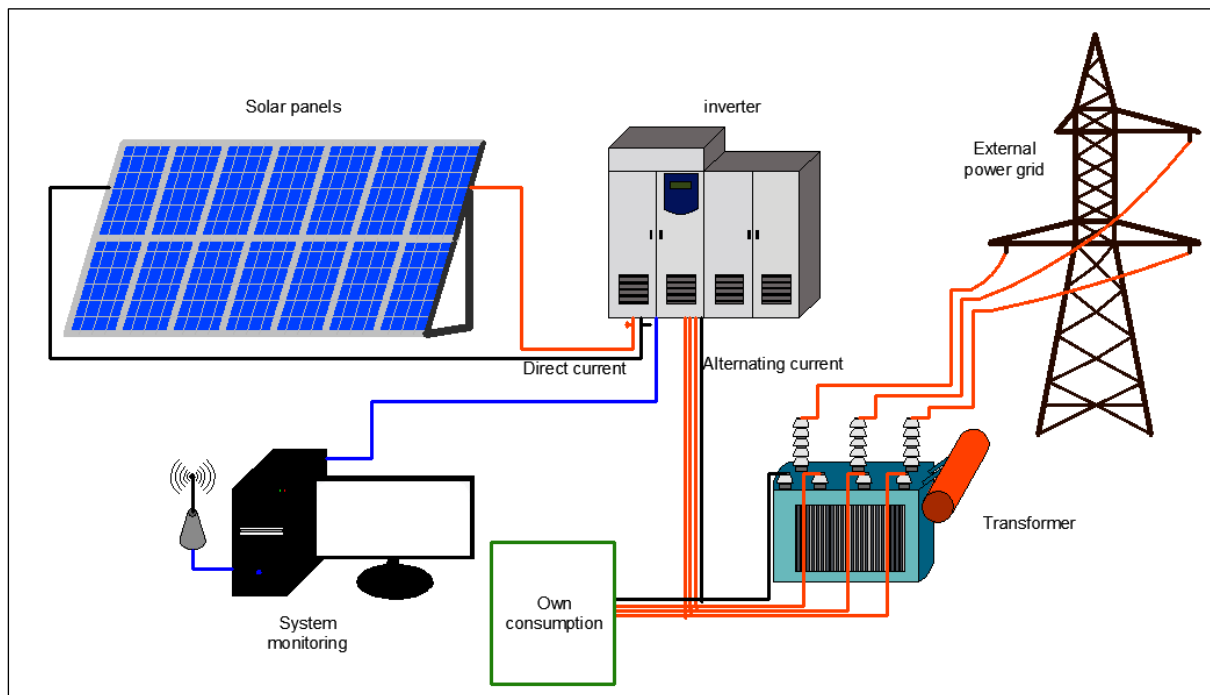 Solar panels
inverter
External
power grid
Direct current
Alternating current
Transformer
Own
consumption
System
monitoring